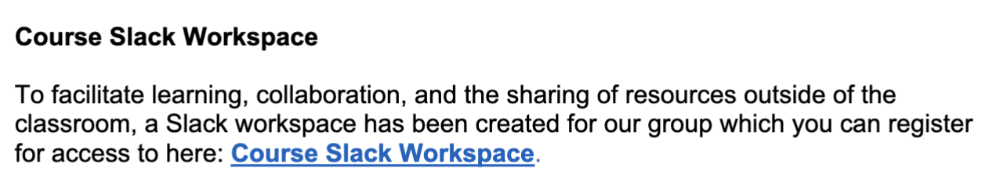 Course Slack Workspace
To facilitate learning, collaboration, and the sharing of resources outside of the
classroom, a Slack workspace has been created for our group which you can register
for access to here: Course Slack Workspace.